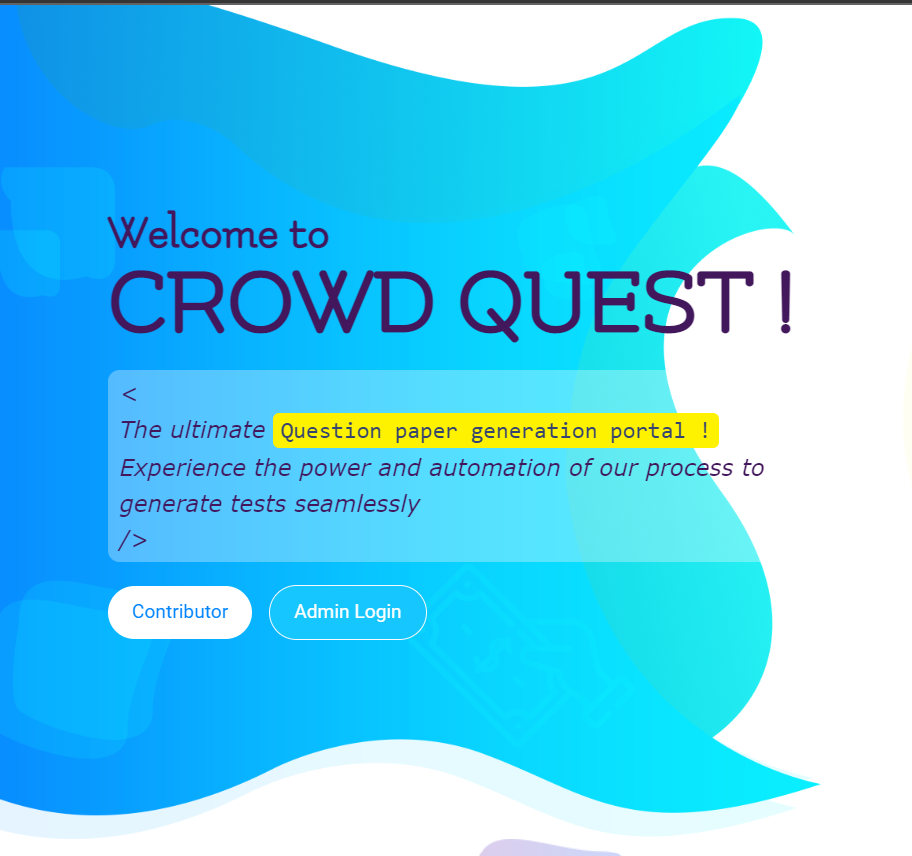 Welcome to
CROWD QUEST !
<
The ultimate Question paper generation portal !
Experience the power and automation of our process to
generate tests seamlessly
/>
Contributor Admin Login